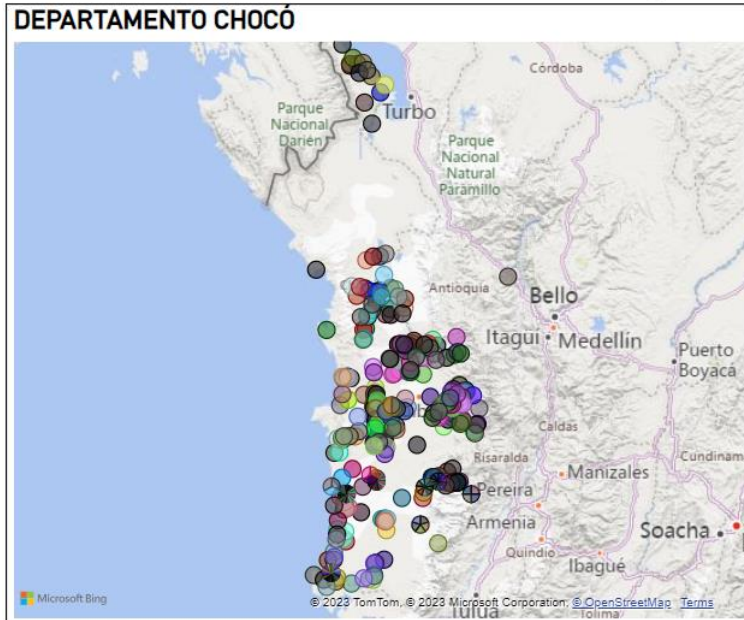 DEPARTAMENTO CHOCÓ
Córdoba
Parque
Nacional
Darién
Turbo
Parque
Nacional
Natural
Paramillo
Antioquia
Bello
Itagui
Medellín
Puerto
Boyacá
Caldas
Cundinam
Risaralda
Manizales
Pereira
Armenia
Soacha
Quindio
Ibagué
Microsoft Bing
© 2023 TomTom, © 2023 Microsoft Corporation, © OpenStreetMap Terms
Tuluá
Tolima